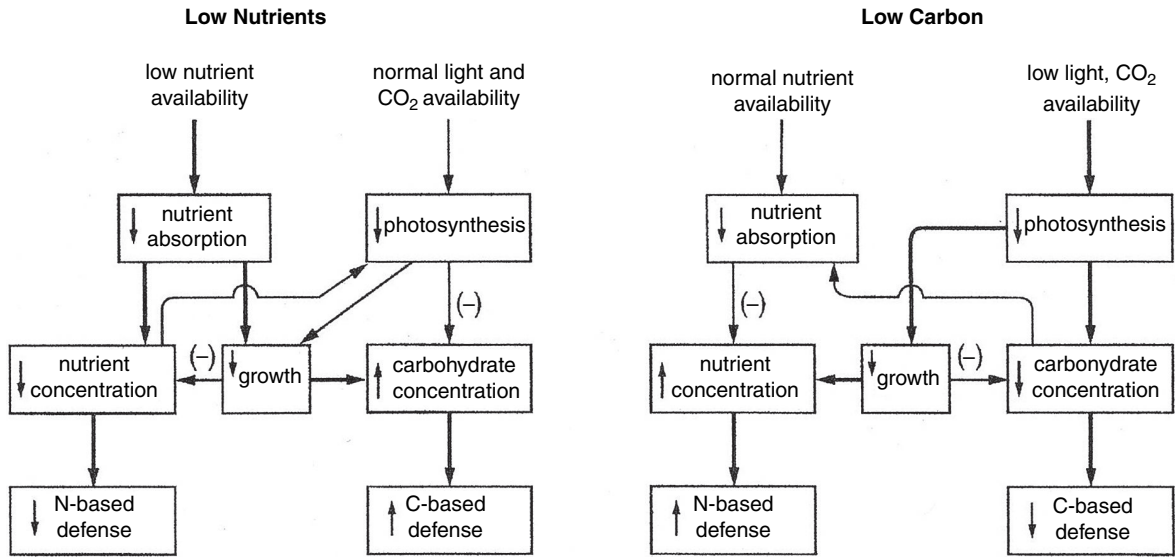 Low Nutrients
low nutrient
availability
normal light and
CO₂ availability
nutrient
absorption
photosynthesis
(–)
nutrient
concentration
(–)
growth
carbohydrate
concentration
N-based
defense
C-based
defense
Low Carbon
normal nutrient
availability
low light, CO₂
availability
nutrient
absorption
photosynthesis
(–)
nutrient
concentration
growth
(–)
carbonydrate
concentration
N-based
defense
C-based
defense